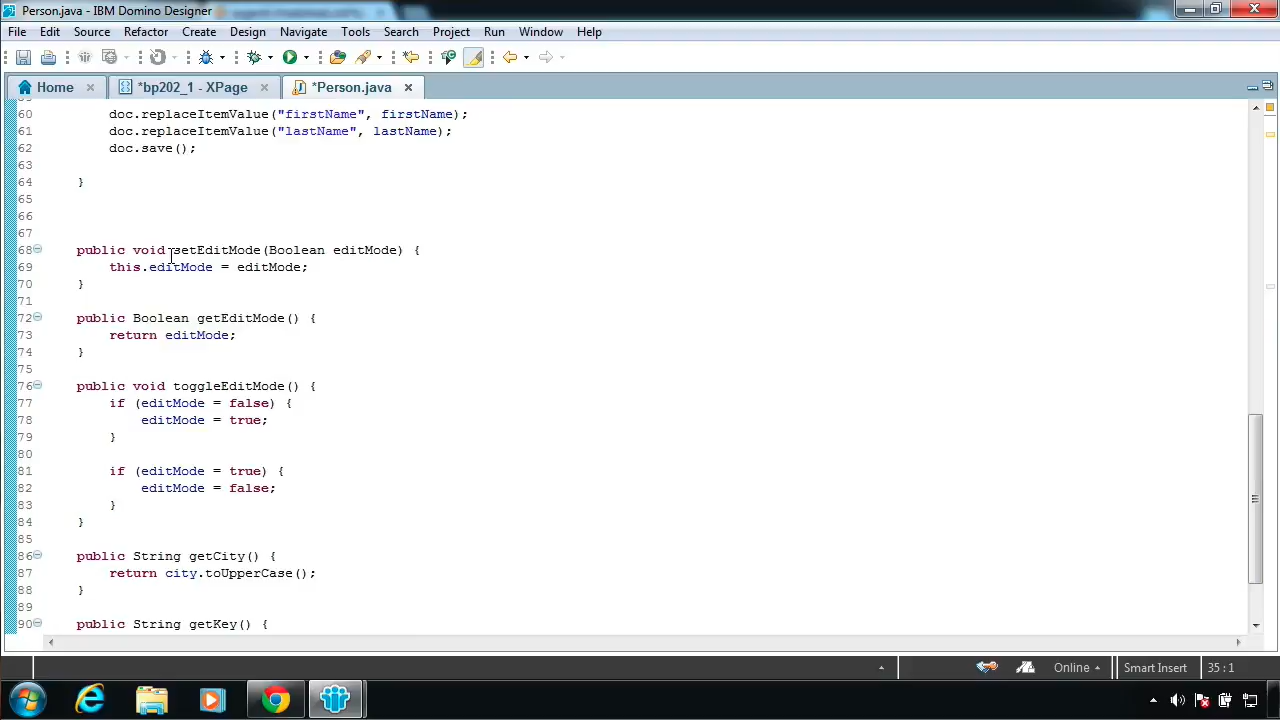 Person.java - IBM Domino Designer
File Edit Source Refactor Create Design Navigate Tools Search Project Run Window Help
Home *bp202_1 - XPage *Person.java
60 doc.replaceItemValue("firstName", firstName);
61 doc.replaceItemValue("lastName", lastName);
62 doc.save();
63
64 }
65
66
67
68 public void setEditMode(Boolean editMode) {
69 this.editMode = editMode;
70 }
71
72 public Boolean getEditMode() {
73 return editMode;
74 }
75
76 public void toggleEditMode() {
77 if (editMode = false) {
78 editMode = true;
79 }
80
81 if (editMode = true) {
82 editMode = false;
83 }
84 }
85
86 public String getCity() {
87 return city.toUpperCase();
88 }
89
90 public String getKey() {
Online Smart Insert 35 : 1